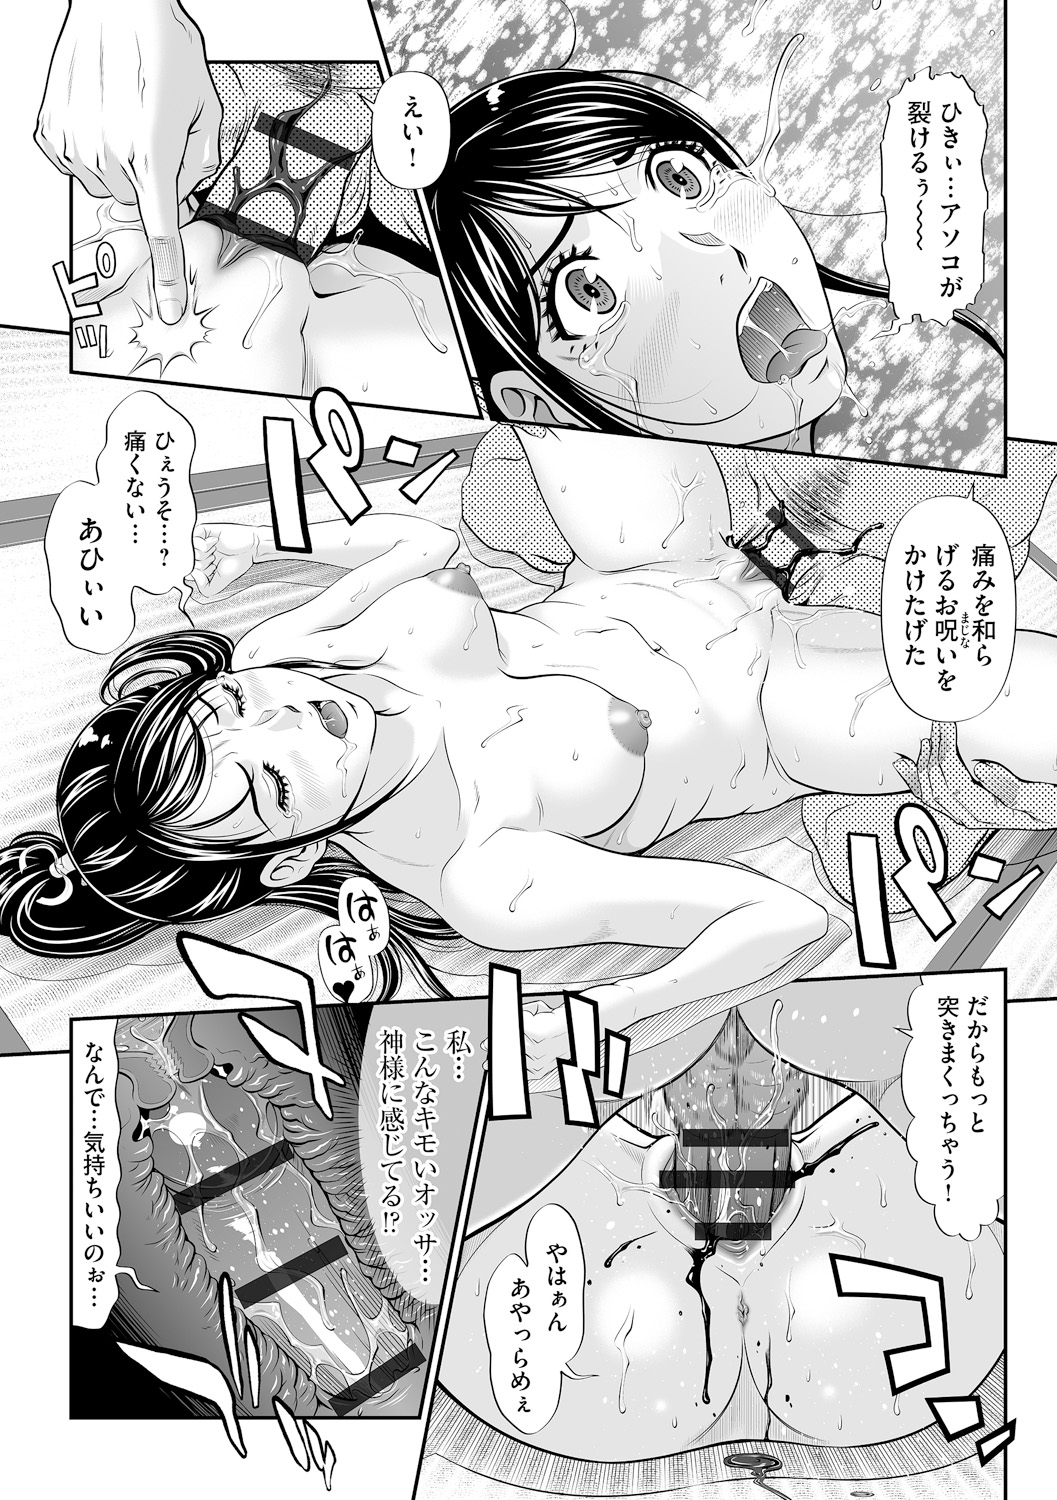 ひきぃ…アソコが
裂けるぅ～～
えい！
ピ°
ピッ
痛みを和ら
げるお呪いを
まじな
かけたげた
パン
ひぇうそ…？
痛くない…
あひぃい
パン
はぁ
はぁ♥
だからもっと
突きまくっちゃう！
やはぁん
あやっらめぇ
私…
こんなキモいオッサ…
神様に感じてる!?
なんで…気持ちいいのぉ…